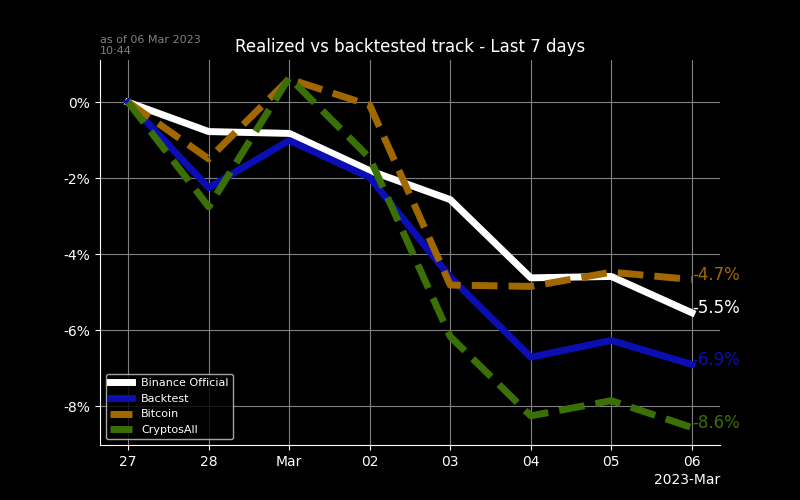 as of 06 Mar 2023
10:44
Realized vs backtested track - Last 7 days
0%
-2%
-4%
-6%
-8%
-4.7%
-5.5%
-6.9%
-8.6%
Binance Official
Backtest
Bitcoin
CryptosAll
27 28 Mar 02 03 04 05 06
2023-Mar